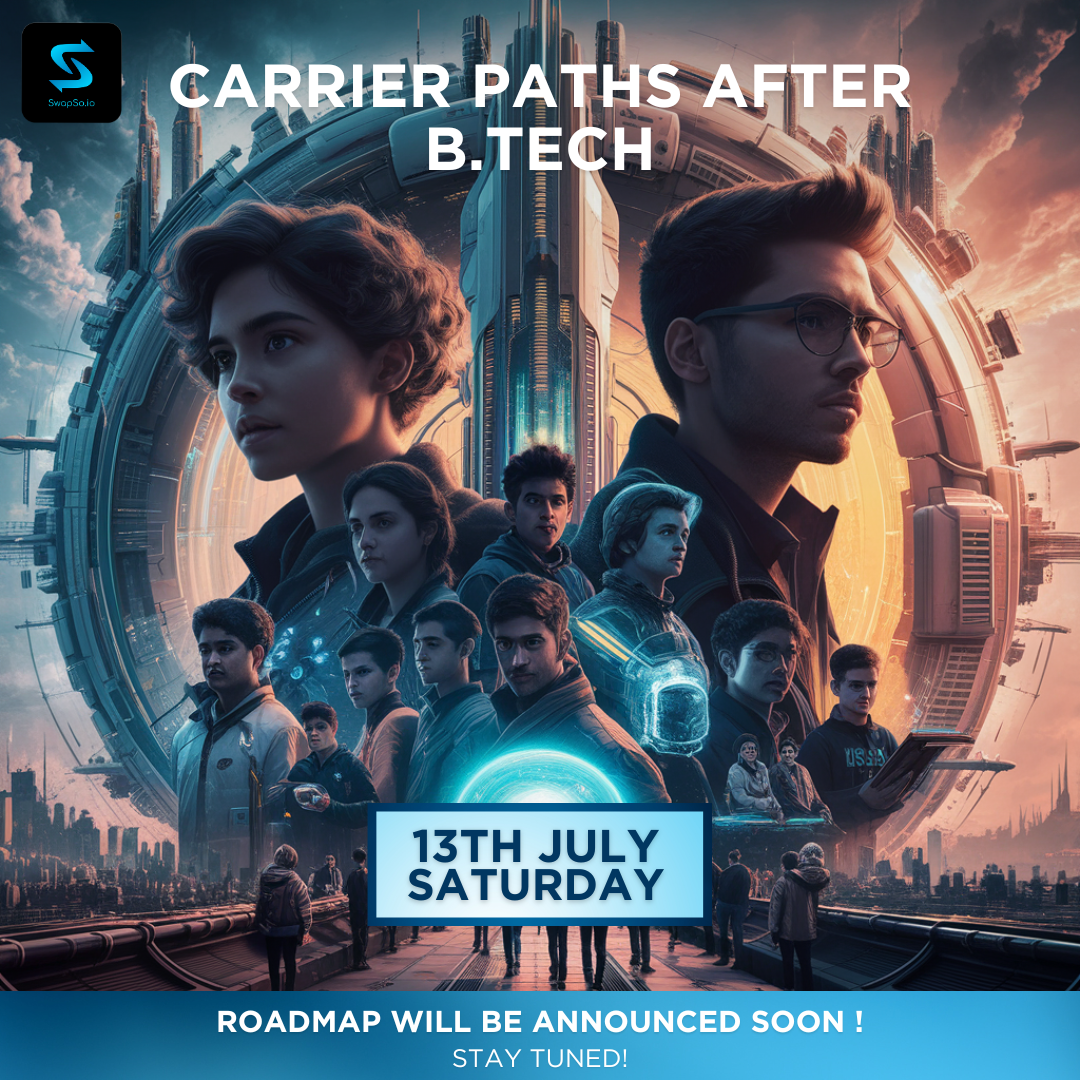 SwapSo.io
CARRIER PATHS AFTER
B.TECH
13TH JULY
SATURDAY
ROADMAP WILL BE ANNOUNCED SOON !
STAY TUNED!